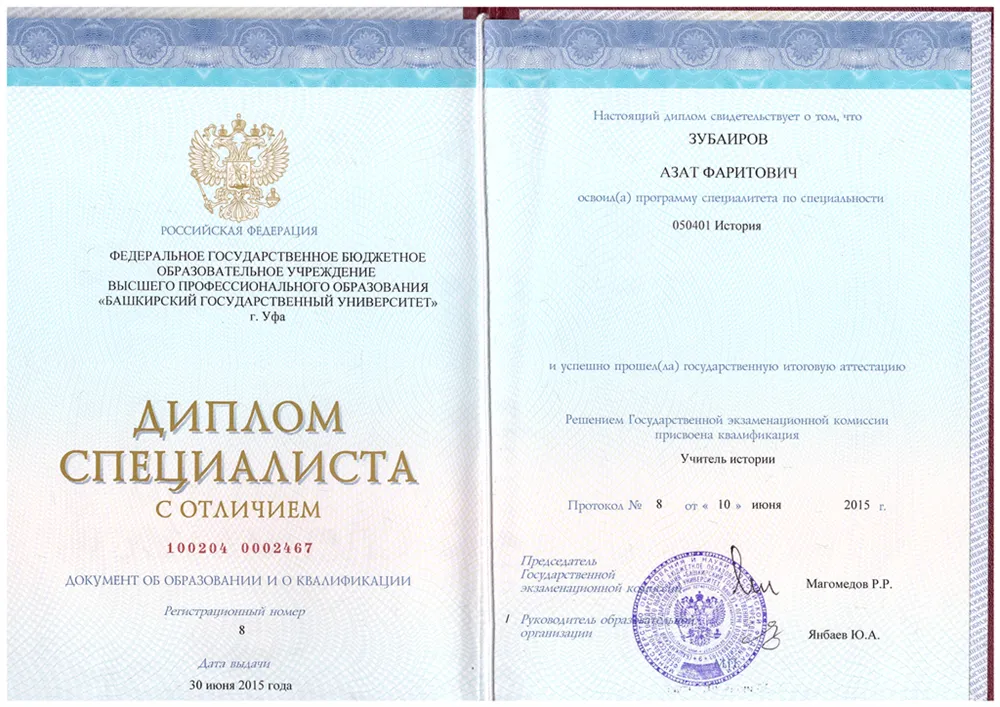 РОССИЙСКАЯ ФЕДЕРАЦИЯ
ФЕДЕРАЛЬНОЕ ГОСУДАРСТВЕННОЕ БЮДЖЕТНОЕ
ОБРАЗОВАТЕЛЬНОЕ УЧРЕЖДЕНИЕ
ВЫСШЕГО ПРОФЕССИОНАЛЬНОГО ОБРАЗОВАНИЯ
«БАШКИРСКИЙ ГОСУДАРСТВЕННЫЙ УНИВЕРСИТЕТ»
г. Уфа
ДИПЛОМ
СПЕЦИАЛИСТА
С ОТЛИЧИЕМ
100204 0002467
ДОКУМЕНТ ОБ ОБРАЗОВАНИИ И О КВАЛИФИКАЦИИ
Регистрационный номер
8
Дата выдачи
30 июня 2015 года
Настоящий диплом свидетельствует о том, что
ЗУБАИРОВ
АЗАТ ФАРИТОВИЧ
освоил(а) программу специалитета по специальности
050401 История
и успешно прошел(ла) государственную итоговую аттестацию
Решением Государственной экзаменационной комиссии
присвоена квалификация
Учитель истории
Протокол № 8 от « 10 » июня 2015 г.
Председатель
Государственной
экзаменационной комиссии
Магомедов Р.Р.
/ Руководитель образовательной
организации
Янбаев Ю.А.